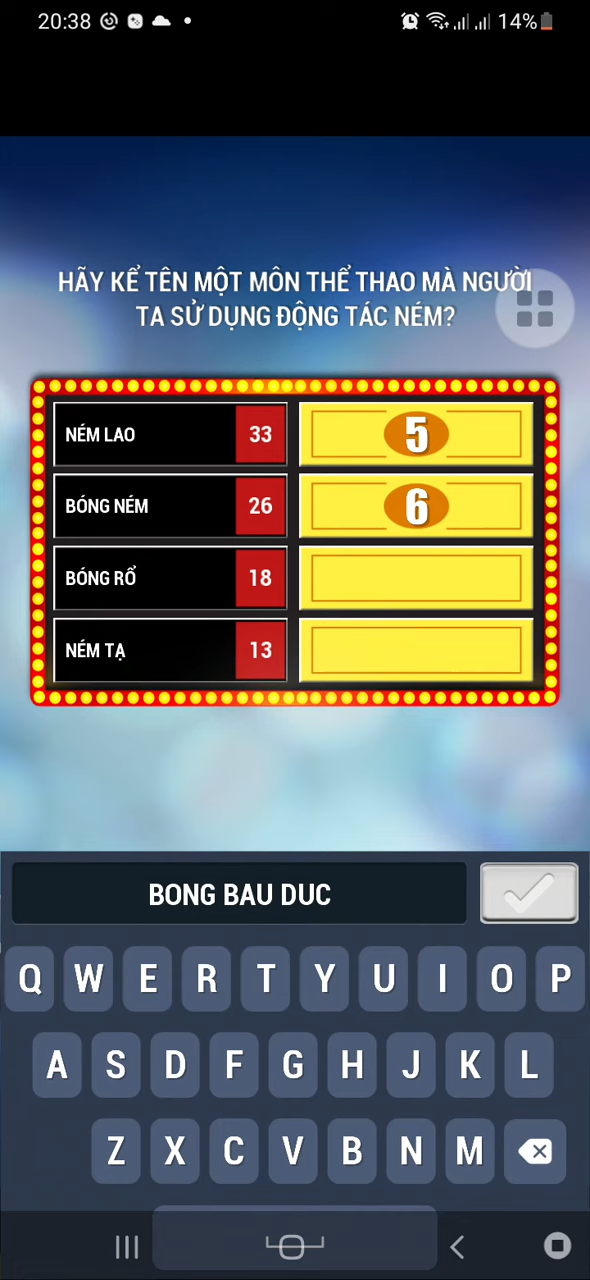 20:38
14%
HÃY KỂ TÊN MỘT MÔN THỂ THAO MÀ NGƯỜI
TA SỬ DỤNG ĐỘNG TÁC NÉM?
NÉM LAO 33 5
BÓNG NÉM 26 6
BÓNG RỔ 18
NÉM TẠ 13
BONG BAU DUC
Q W E R T Y U I O P
A S D F G H J K L
Z X C V B N M